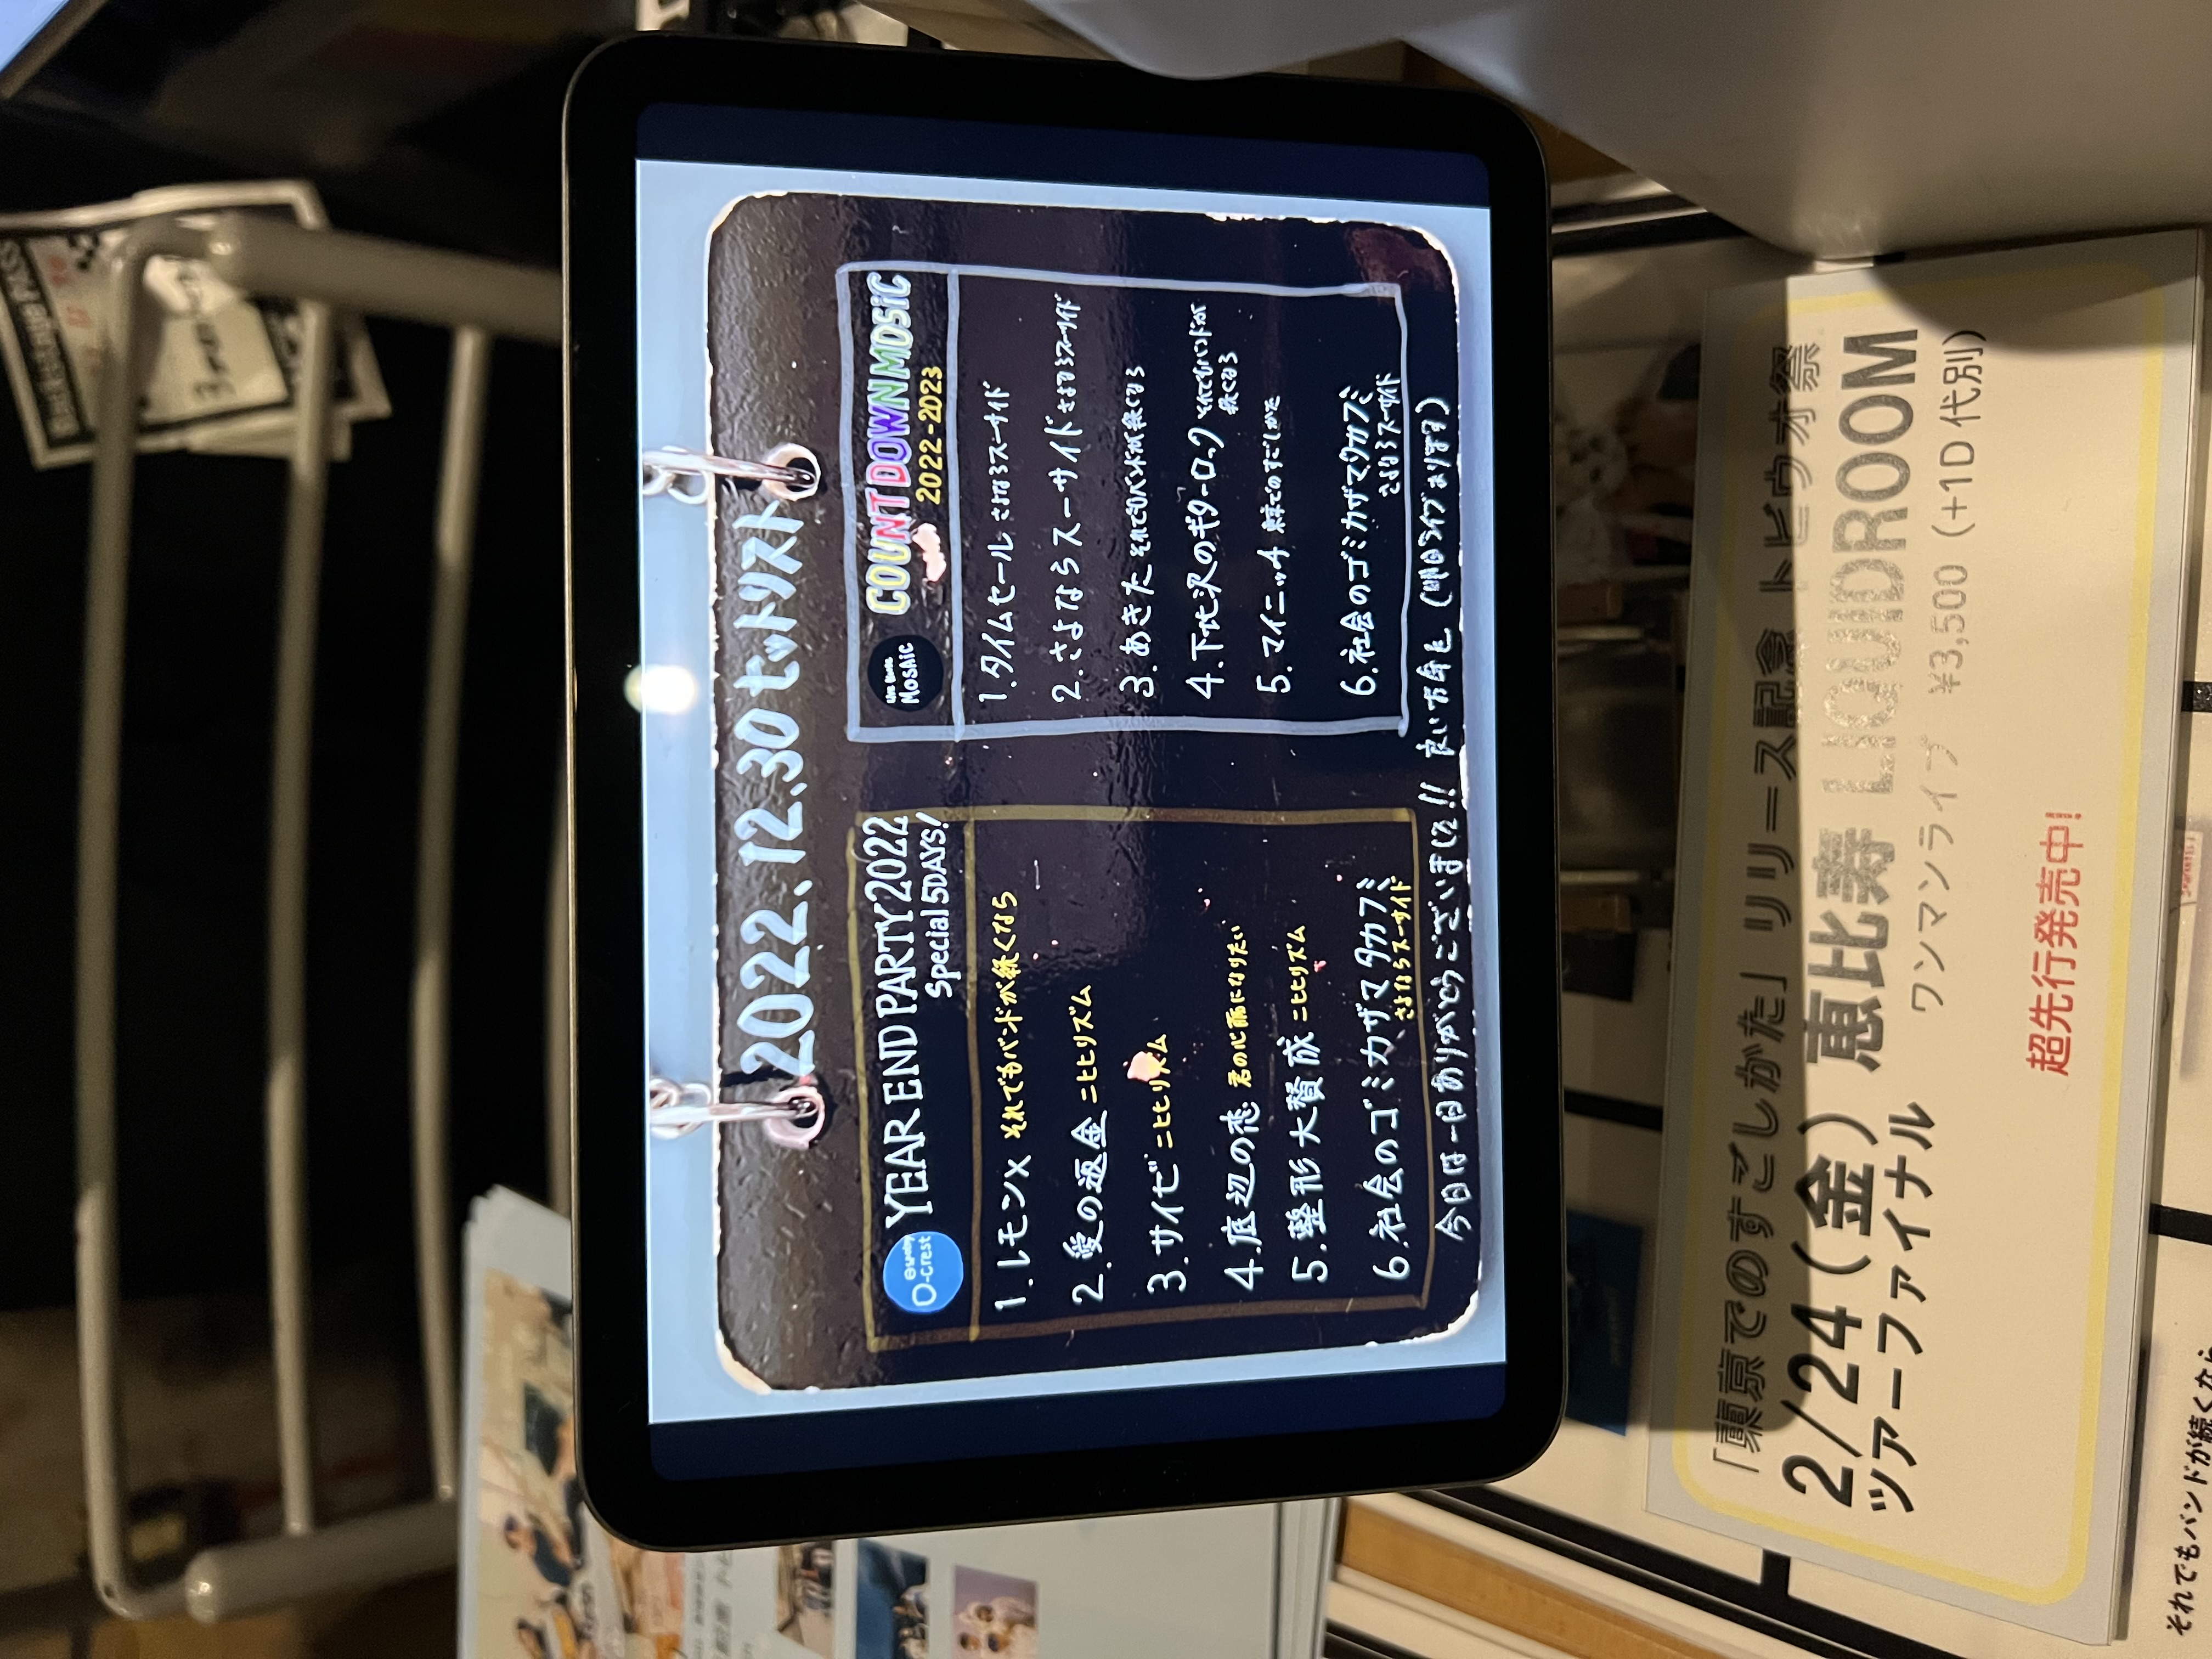 Backstage PASS
2022.12.30 セットリスト
O-crest
YEAR END PARTY 2022
Special 5DAYS!
1.レモンx それでもバンドが続くなら
2.愛の返金 ニヒヒリズム
3.サイゼ ニヒヒリズム
4.底辺の恋 君の心臓になりたい
5.整形大賛成 ニヒヒリズム
6.社会のゴミカザマタカフミ
さよならスーサイド
Live House
MOSAiC
COUNT DOWN MOSiC
2022-2023
1.タイムセール さよならスーサイド
2.さよならスーサイド さよならスーサイド
3.あきた それでもバンドが続くなら
4.下北沢のギターロック それでもバンドが
続くなら
5.マイニッチ 東京でのすごしかた
6.社会のゴミカザマタカフミ
さよならスーサイド
今日は一日ありがとうございました!! 良いお年を (明日ライブあります)
「東京でのすごしかた」リリース記念 トビウオ祭
2/24(金) 恵比寿 LIQUIDROOM
ツアーファイナル ワンマンライブ ¥3,500 (+1D 代別)
超先行発売中!
それでもバンドが続くなら